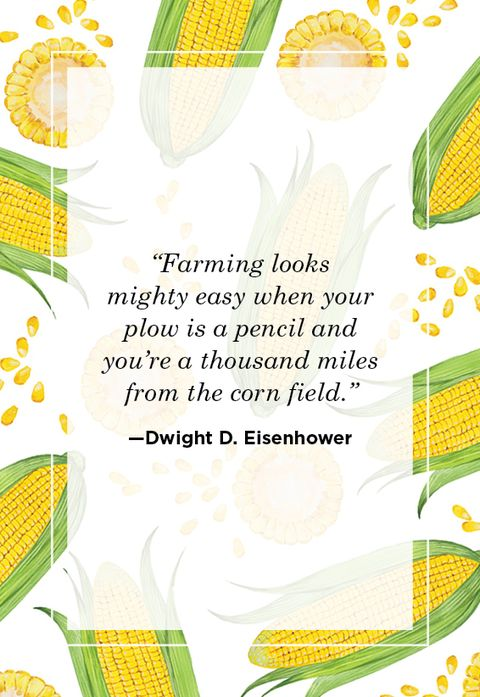 “Farming looks
mighty easy when your
plow is a pencil and
you’re a thousand miles
from the corn field.”
—Dwight D. Eisenhower